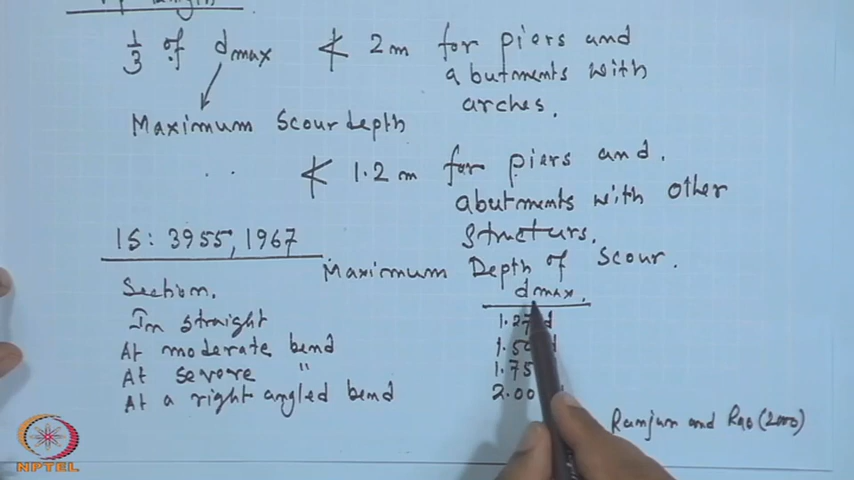 1/3 of dmax ≮ 2m for piers and
abutments with
arches.
Maximum Scour depth
≮ 1.2 m for piers and.
abutments with other
structurs.
IS: 3955, 1967
Maximum Depth of Scour.
Section. dmax.
In straight 1.27 d
At moderate bend 1.50 d
At severe " 1.75
At a right angled bend 2.00
Ranjan and Rao (2000)
NPTEL